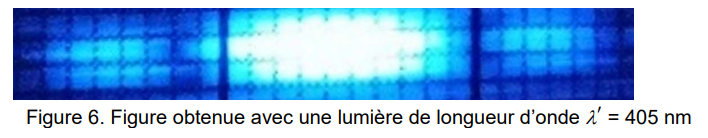 Figure 6. Figure obtenue avec une lumière de longueur d’onde λ′ = 405 nm